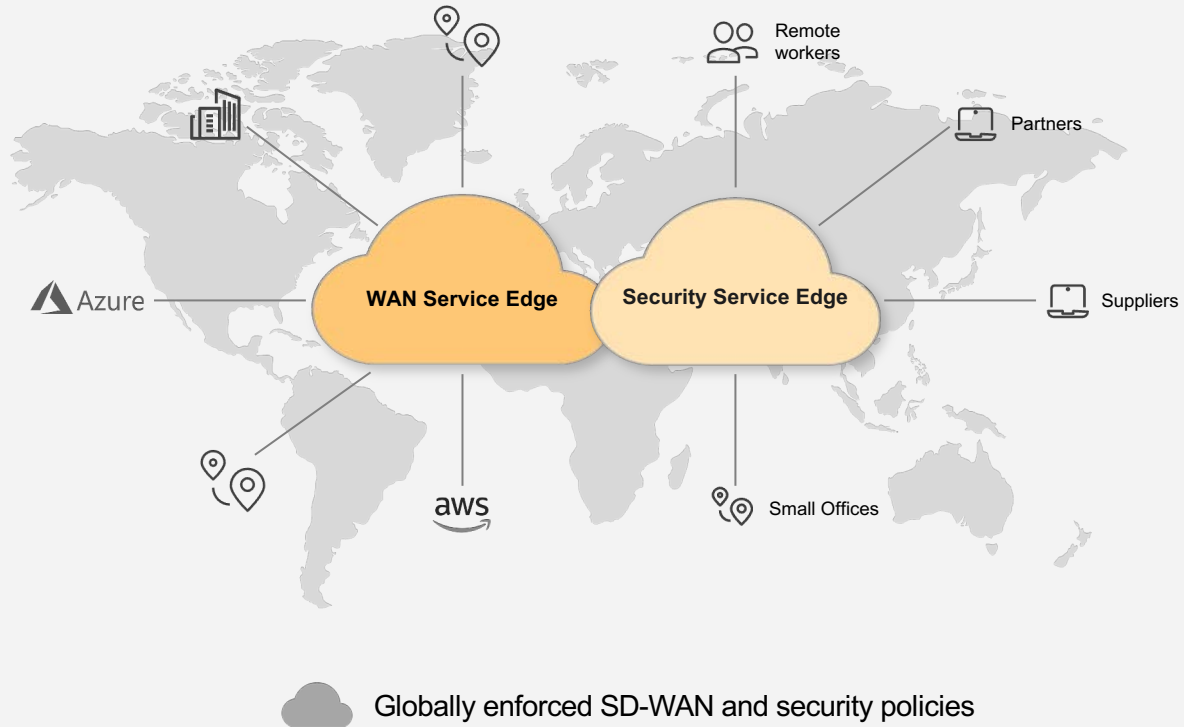 Remote
workers
Partners
Azure
WAN Service Edge
Security Service Edge
Suppliers
aws
Small Offices
Globally enforced SD-WAN and security policies